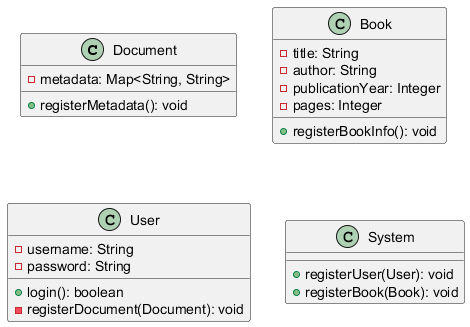 C Document
metadata: Map<String, String>
registerMetadata(): void
C Book
title: String
author: String
publicationYear: Integer
pages: Integer
registerBookInfo(): void
C User
username: String
password: String
login(): boolean
registerDocument(Document): void
C System
registerUser(User): void
registerBook(Book): void